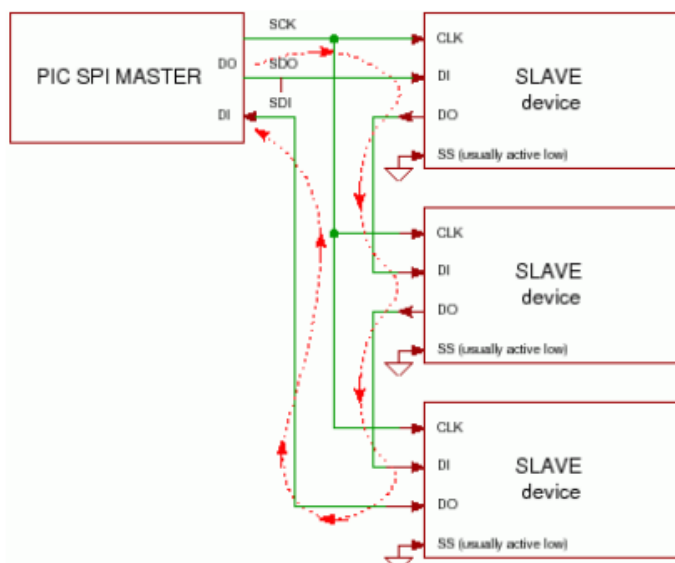 SCK
CLK
PIC SPI MASTER
DO
SDO
DI
SLAVE
device
SDI
DI
DO
SS (usually active low)
CLK
DI
SLAVE
device
DO
SS (usually active low)
CLK
DI
SLAVE
device
DO
SS (usually active low)